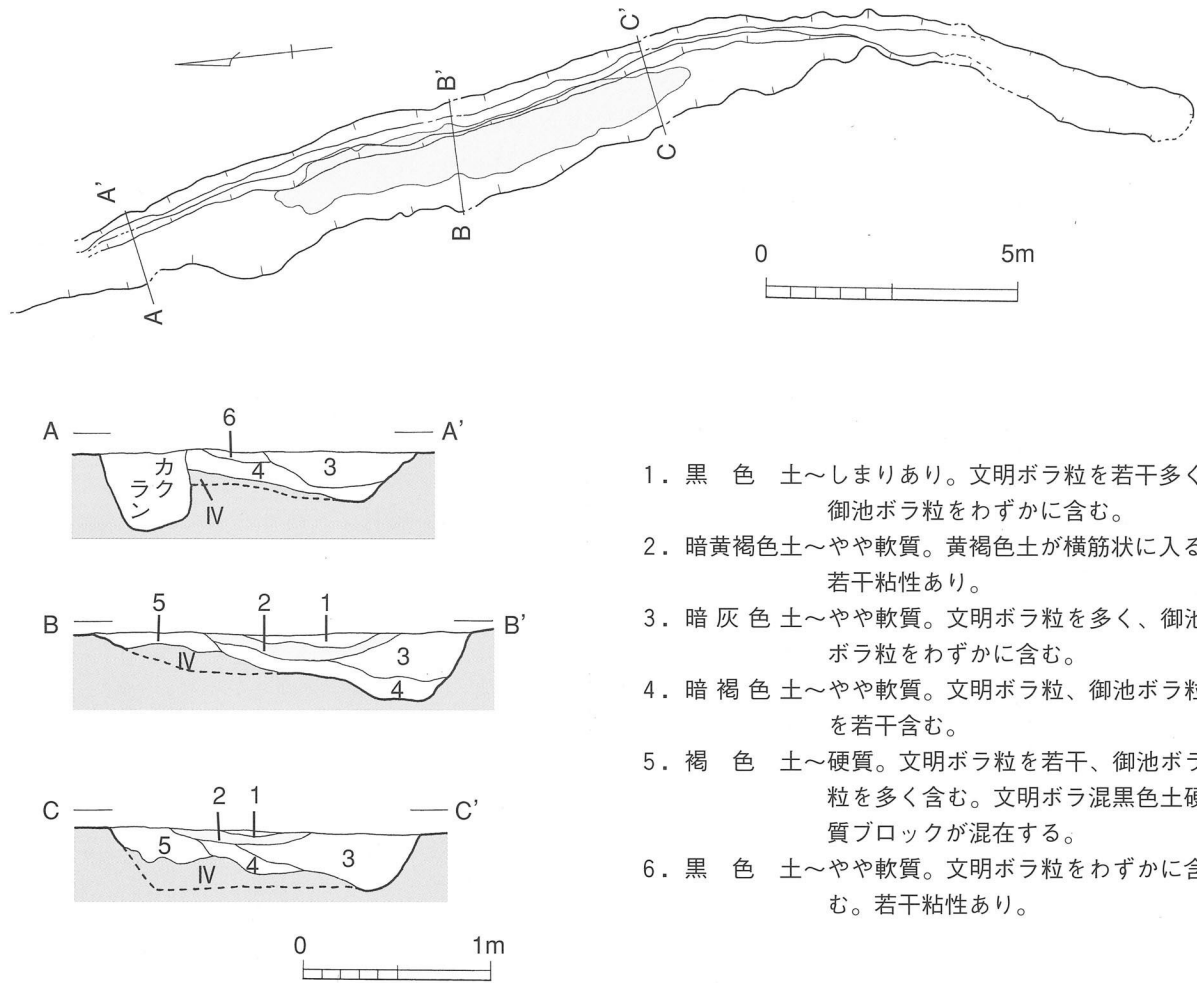 A'
B'
C'
A
B
C
0 5m
A A'
6
4
3
カクラン
IV
B B'
5 2 1
IV
3
4
C C'
2 1
5
IV
4
3
0 1m
1．黒色土～しまりあり。文明ボラ粒を若干多く
御池ボラ粒をわずかに含む。
2．暗黄褐色土～やや軟質。黄褐色土が横筋状に入る
若干粘性あり。
3．暗灰色土～やや軟質。文明ボラ粒を多く、御池
ボラ粒をわずかに含む。
4．暗褐色土～やや軟質。文明ボラ粒、御池ボラ粒
を若干含む。
5．褐色土～硬質。文明ボラ粒を若干、御池ボラ
粒を多く含む。文明ボラ混黒色土硬
質ブロックが混在する。
6．黒色土～やや軟質。文明ボラ粒をわずかに含
む。若干粘性あり。